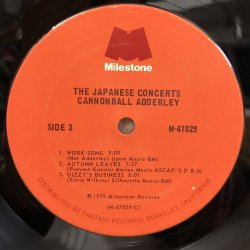 Milestone
THE JAPANESE CONCERTS
CANNONBALL ADDERLEY
SIDE 3
M-47029
1. WORK SONG 9:09
(Nat Adderley) Upam Music-BMI
2. AUTUMN LEAVES 7:27
(Prevert-Kosma) Morley Music-ASCAP/S.D.R.M.
3. DIZZY'S BUSINESS 6:01
(Ernie Wilkins) Silhouette Music-BMI
Ⓟ 1975 Milestone Records
(M-47029-C)
DISTRIBUTED BY FANTASY RECORDS, BERKELEY, CALIFORNIA